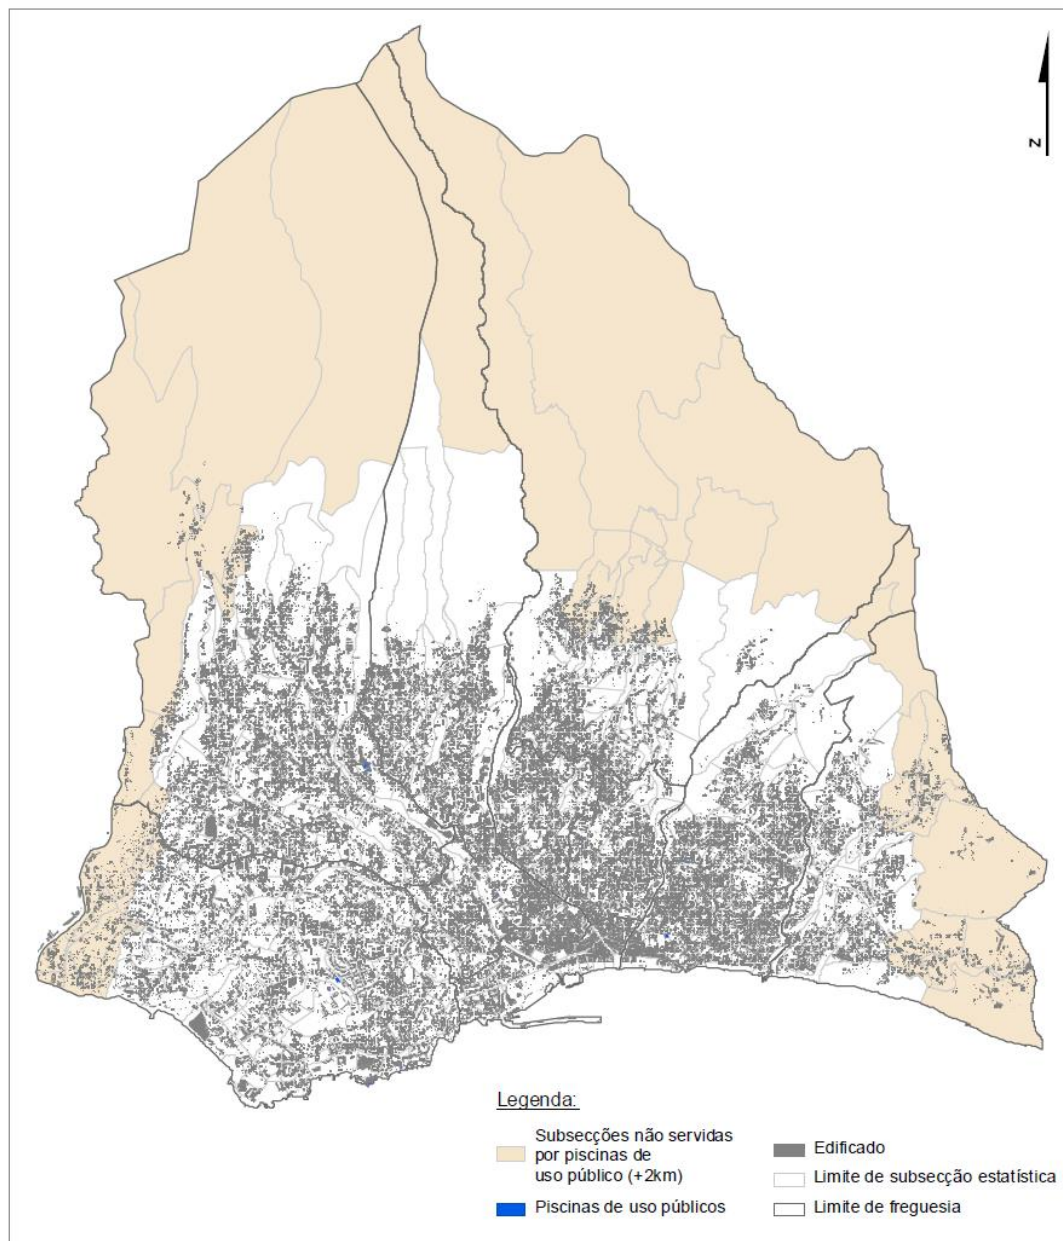 N
Legenda:
Subsecções não servidas
por piscinas de
uso público (+2km)
Piscinas de uso públicos
Edificado
Limite de subsecção estatística
Limite de freguesia